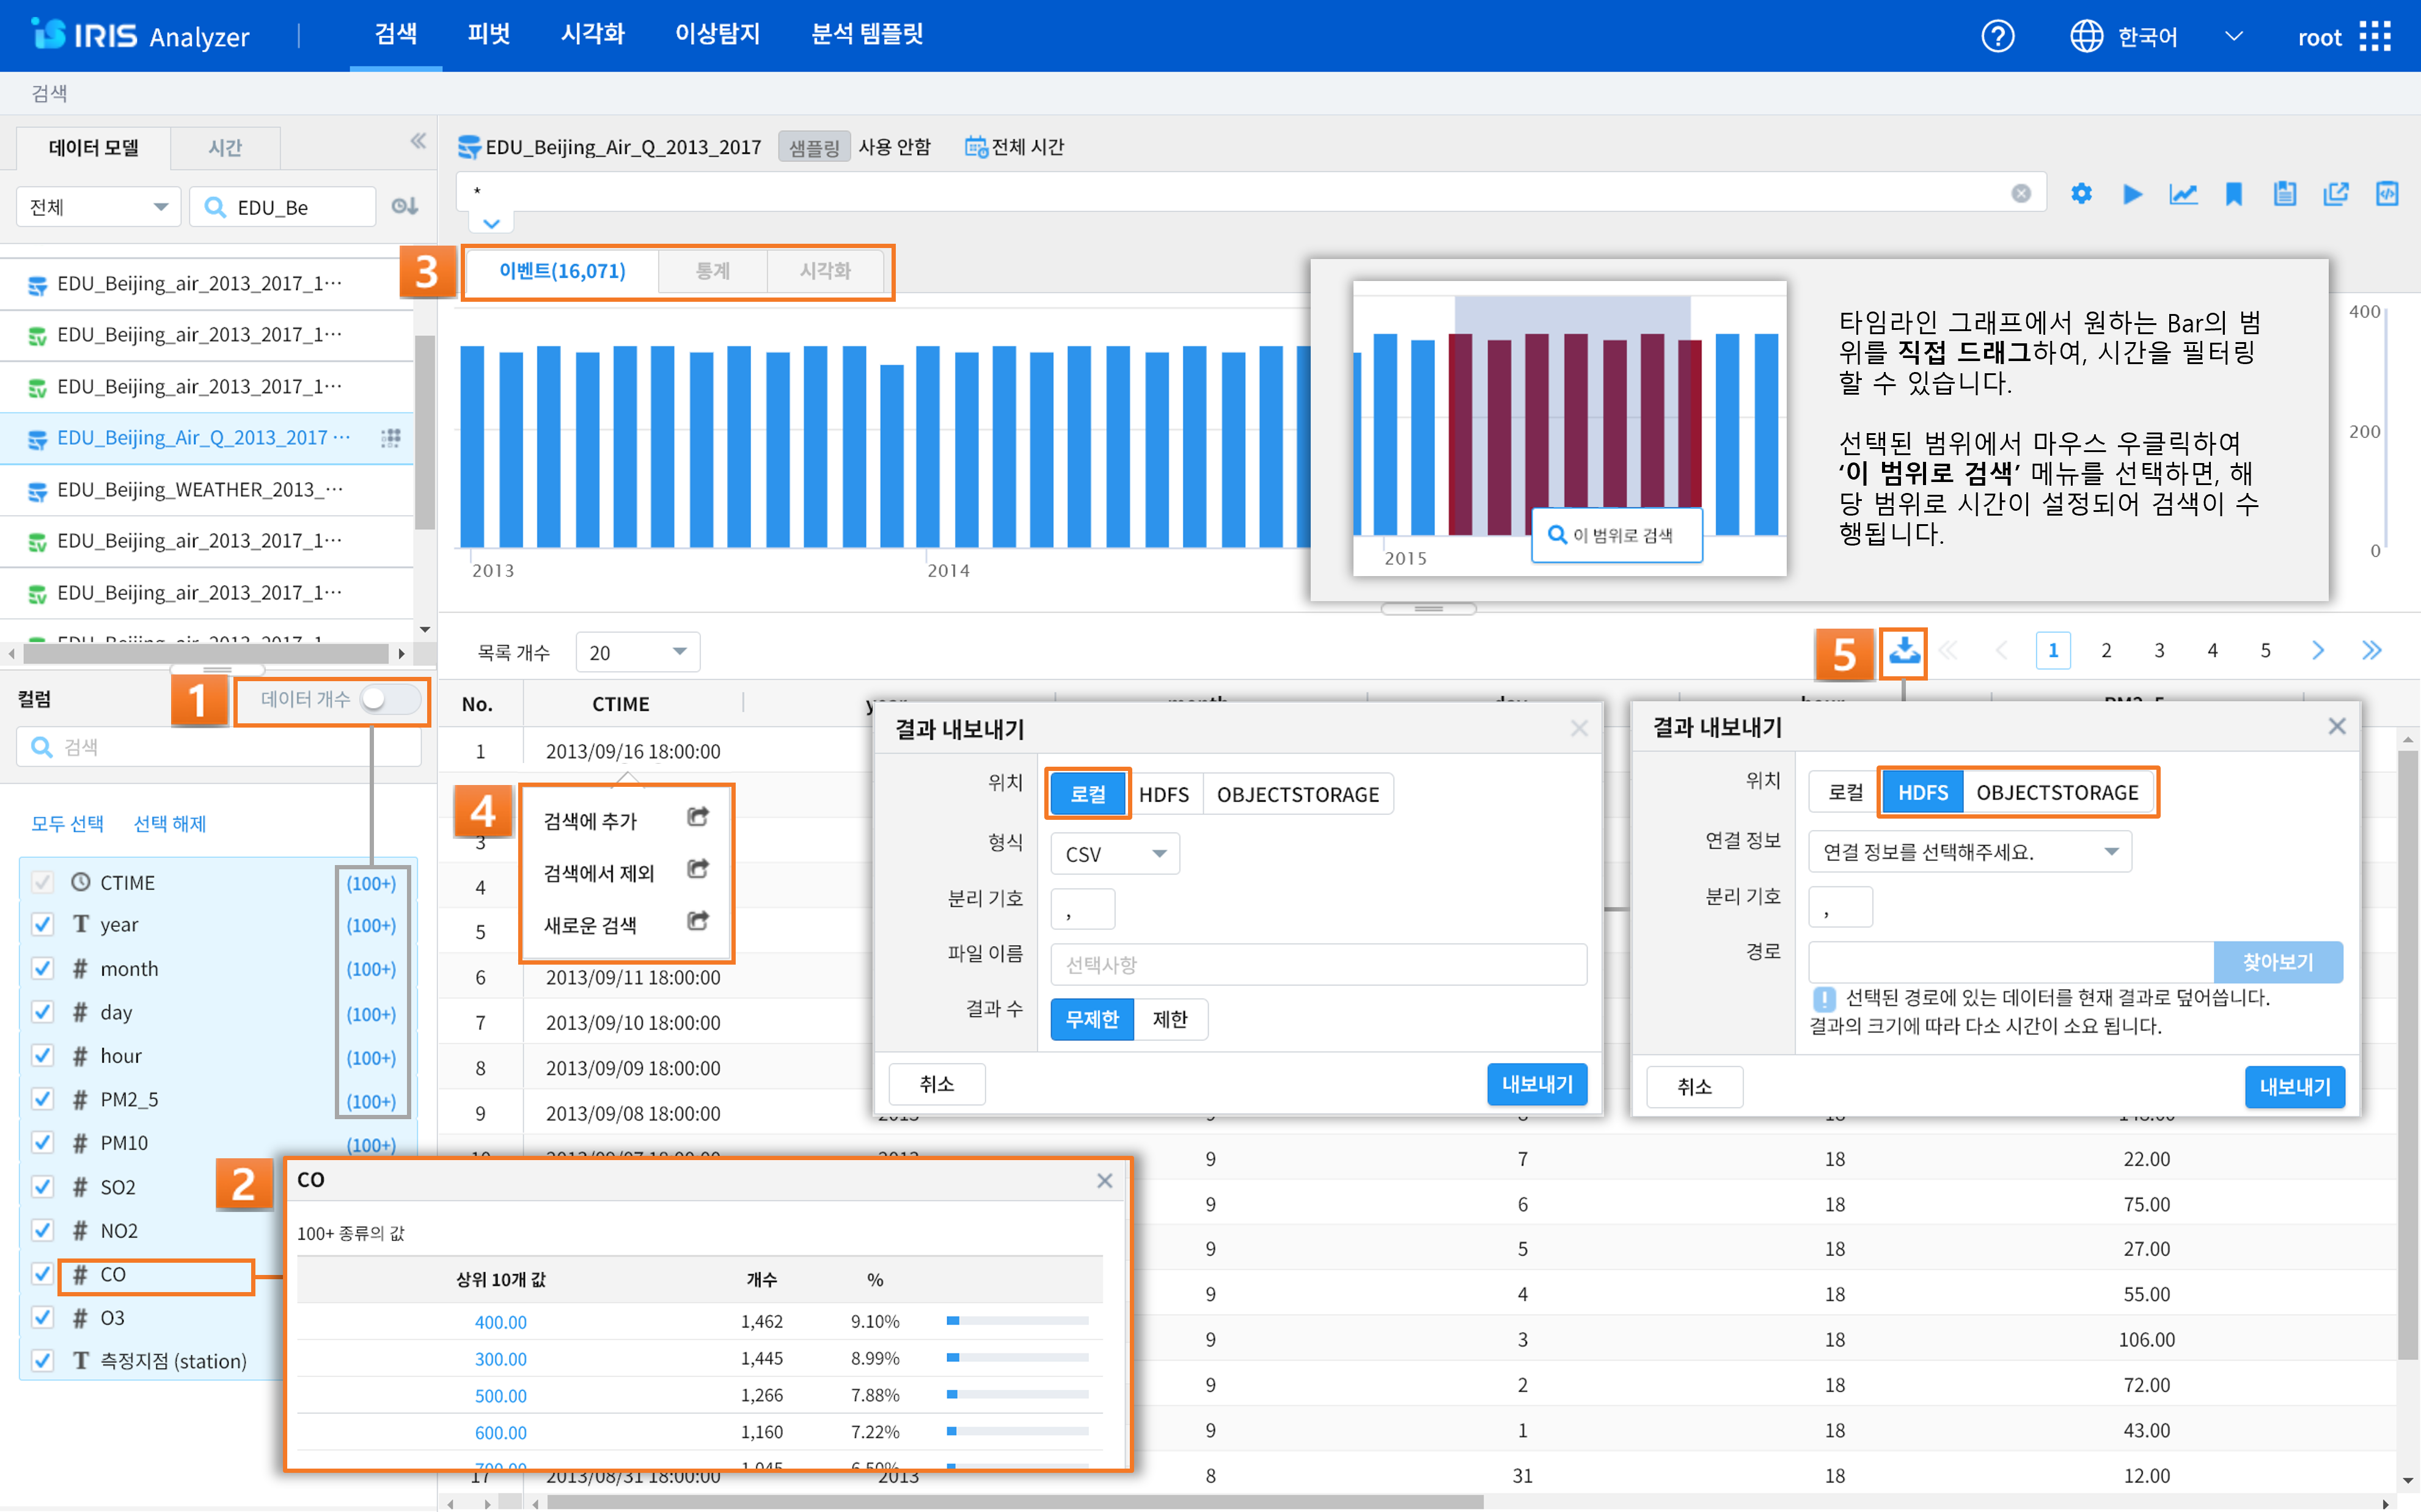 IRIS Analyzer
검색 피벗 시각화 이상탐지 분석 템플릿
? 한국어 root
검색
데이터 모델 시간
전체 EDU_Be
EDU_Beijing_air_2013_2017_1···
EDU_Beijing_air_2013_2017_1···
EDU_Beijing_air_2013_2017_1···
EDU_Beijing_Air_Q_2013_2017 ···
EDU_Beijing_WEATHER_2013_···
EDU_Beijing_air_2013_2017_1···
EDU_Beijing_air_2013_2017_1···
1
컬럼 데이터 개수
검색
모두 선택 선택 해제
CTIME (100+)
T year (100+)
# month (100+)
# day (100+)
# hour (100+)
# PM2_5 (100+)
# PM10 (100+)
# SO2
# NO2
# CO
# O3
T 측정지점 (station)
EDU_Beijing_Air_Q_2013_2017 샘플링 사용 안함 전체 시간
*
3
이벤트(16,071) 통계 시각화
2013 2014
400
200
0
2015
이 범위로 검색
타임라인 그래프에서 원하는 Bar의 범
위를 직접 드래그하여, 시간을 필터링
할 수 있습니다.
선택된 범위에서 마우스 우클릭하여
‘이 범위로 검색’ 메뉴를 선택하면, 해
당 범위로 시간이 설정되어 검색이 수
행됩니다.
목록 개수 20
5
1 2 3 4 5
No. CTIME
1 2013/09/16 18:00:00
3
4
5
6 2013/09/11 18:00:00
7 2013/09/10 18:00:00
8 2013/09/09 18:00:00
9 2013/09/08 18:00:00
4
검색에 추가
검색에서 제외
새로운 검색
결과 내보내기
위치 로컬 HDFS OBJECTSTORAGE
형식 CSV
분리 기호 ,
파일 이름 선택사항
결과 수 무제한 제한
취소 내보내기
결과 내보내기
위치 로컬 HDFS OBJECTSTORAGE
연결 정보 연결 정보를 선택해주세요.
분리 기호 ,
경로 찾아보기
! 선택된 경로에 있는 데이터를 현재 결과로 덮어씁니다.
결과의 크기에 따라 다소 시간이 소요 됩니다.
취소 내보내기
9 7 18 22.00
9 6 18 75.00
9 5 18 27.00
9 4 18 55.00
9 3 18 106.00
9 2 18 72.00
9 1 18 43.00
17 2013/08/31 18:00:00 2013 8 31 18 12.00
2
CO
100+ 종류의 값
상위 10개 값 개수 %
400.00 1,462 9.10%
300.00 1,445 8.99%
500.00 1,266 7.88%
600.00 1,160 7.22%